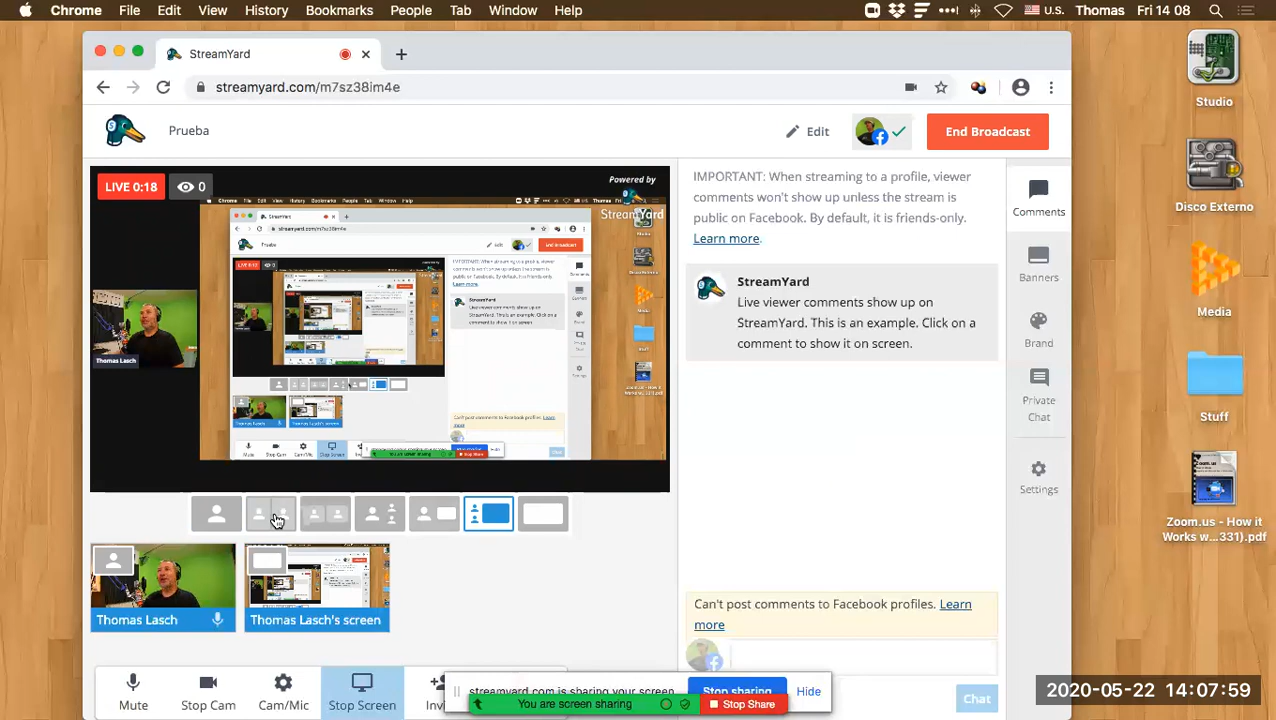 Chrome File Edit View History Bookmarks People Tab Window Help U.S. Thomas Fri 14 08
StreamYard
streamyard.com/m7sz38im4e
Prueba
Edit
End Broadcast
LIVE 0:18 0
Powered by
StreamYard
Thomas Lasch
Thomas Lasch
Thomas Lasch's screen
Mute
Stop Cam
Cam/Mic
Stop Screen
IMPORTANT: When streaming to a profile, viewer
comments won't show up unless the stream is
public on Facebook. By default, it is friends-only.
Learn more.
StreamYard
Live viewer comments show up on
StreamYard. This is an example. Click on a
comment to show it on screen.
Can't post comments to Facebook profiles. Learn
more
Chat
streamyard.com is sharing your screen. Stop sharing Hide
You are screen sharing Stop Share
Comments
Banners
Brand
Private
Chat
Settings
Studio
Disco Externo
Media
Stuff
Zoom.us - How it
Works w...331).pdf
2020-05-22 14:07:59